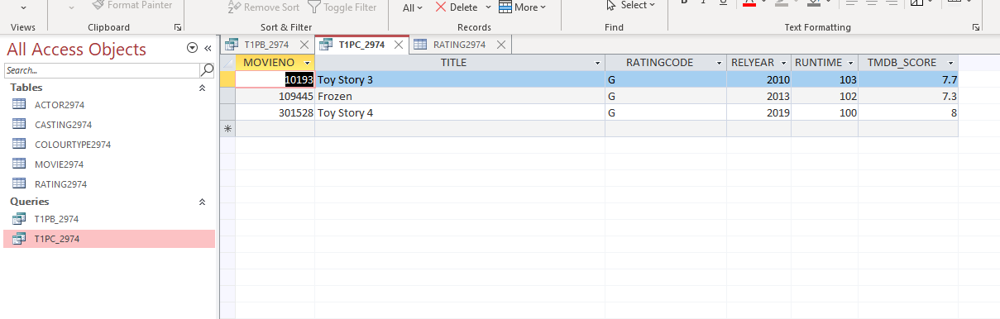 Format Painter
Remove Sort
Toggle Filter
All
Delete
More
Select
B I U
A
Views
Clipboard
Sort & Filter
Records
Find
Text Formatting
All Access Objects
Search...
Tables
ACTOR2974
CASTING2974
COLOURTYPE2974
MOVIE2974
RATING2974
Queries
T1PB_2974
T1PC_2974
T1PB_2974 T1PC_2974 RATING2974
MOVIENO TITLE RATINGCODE RELYEAR RUNTIME TMDB_SCORE
10193 Toy Story 3 G 2010 103 7.7
109445 Frozen G 2013 102 7.3
301528 Toy Story 4 G 2019 100 8